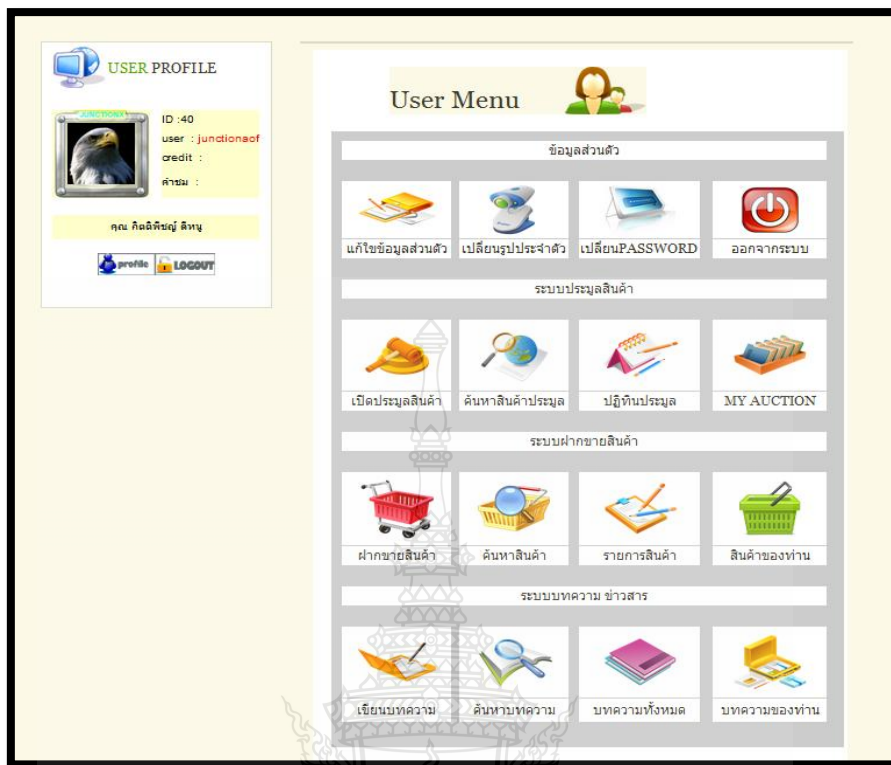 USER PROFILE
JUNCTIONX
ID :40
user : junctionaof
credit :
คำชม :
คุณ กิตติพิชญ์ ดีหนู
profile LOGOUT
User Menu
ข้อมูลส่วนตัว
แก้ไขข้อมูลส่วนตัว เปลี่ยนรูปประจำตัว เปลี่ยนPASSWORD ออกจากระบบ
ระบบประมูลสินค้า
เปิดประมูลสินค้า ค้นหาสินค้าประมูล ปฏิทินประมูล MY AUCTION
ระบบฝากขายสินค้า
ฝากขายสินค้า ค้นหาสินค้า รายการสินค้า สินค้าของท่าน
ระบบบทความ ข่าวสาร
เขียนบทความ ค้นหาบทความ บทความทั้งหมด บทความของท่าน